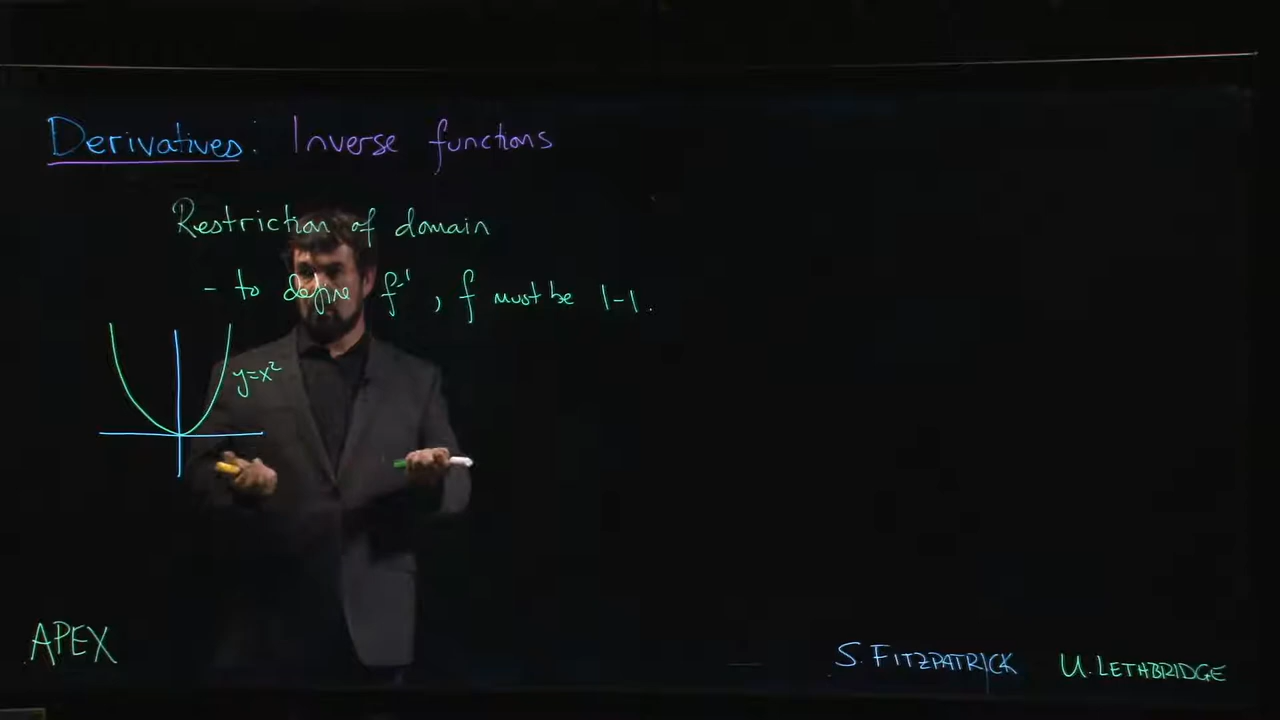 Derivatives: Inverse functions
Restriction of domain
- to define f⁻¹, f must be 1-1.
y=x²
APEX
S. FITZPATRICK U. LETHBRIDGE